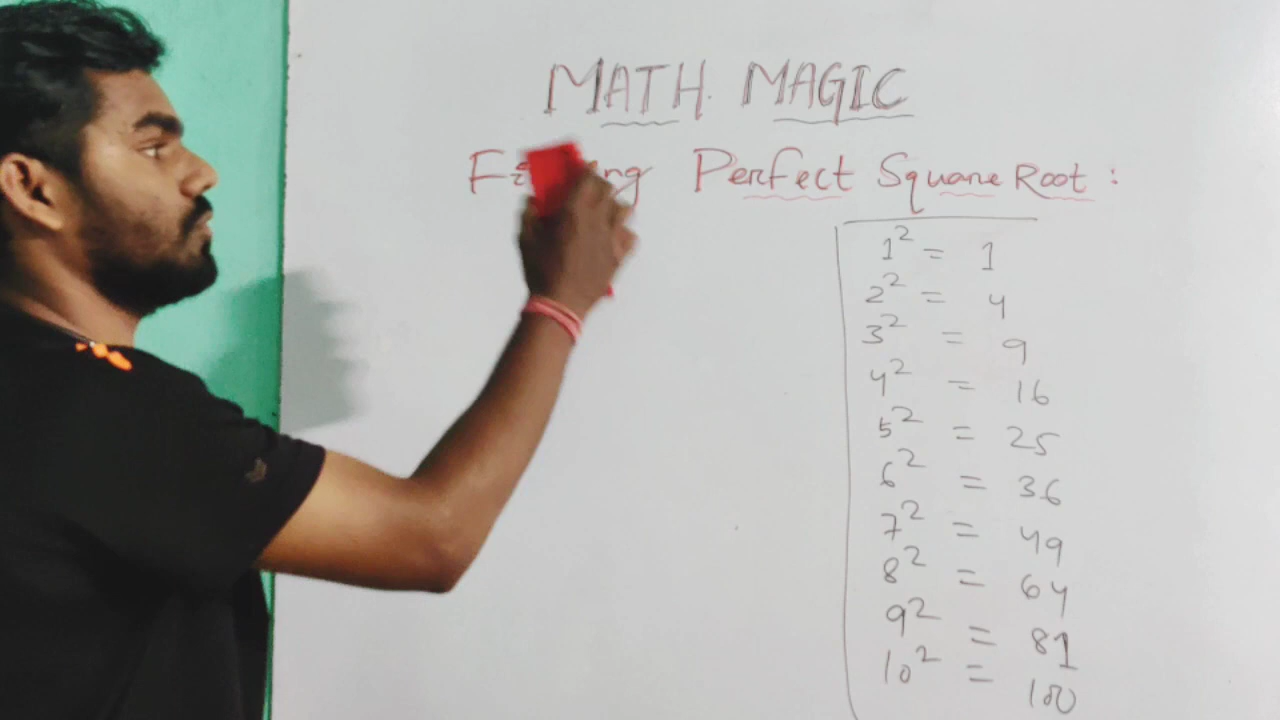 MATH MAGIC
Perfect Square Root :
1² = 1
2² = 4
3² = 9
4² = 16
5² = 25
6² = 36
7² = 49
8² = 64
9² = 81
10² = 100